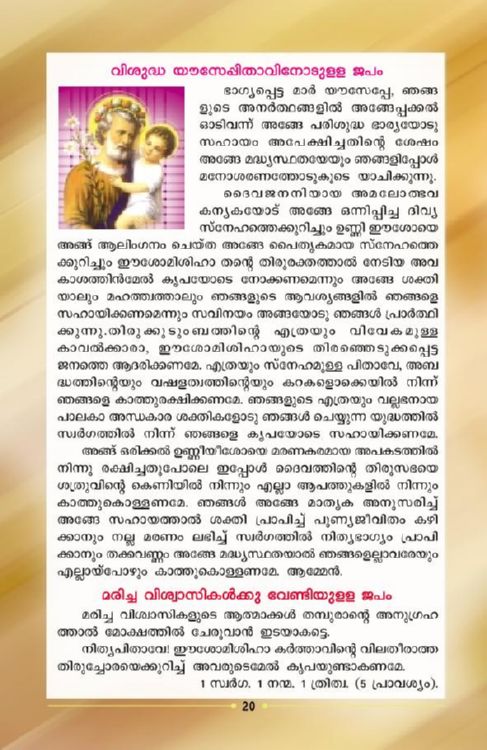 വിശുദ്ധ യൗസേപ്പിതാവിനോടുളള ജപം
ഭാഗ്യപ്പെട്ട മാർ യൗസേപ്പേ, ഞങ്ങ
ളുടെ അനർത്ഥങ്ങളിൽ അങ്ങേപ്പക്കൽ
ഓടിവന്ന് അങ്ങേ പരിശുദ്ധ ഭാര്യയോടു
സഹായം അപേക്ഷിച്ചതിന്റെ ശേഷം
അങ്ങേ മദ്ധ്യസ്ഥതയേയും ഞങ്ങളിപ്പോൾ
മനോശരണത്തോടുകൂടെ യാചിക്കുന്നു.
ദൈവജനനിയായ അമലോത്ഭവ
കന്യകയോട് അങ്ങേ ഒന്നിപ്പിച്ച ദിവ്യ
സ്നേഹത്തെക്കുറിച്ചും ഉണ്ണി ഈശോയെ
അങ്ങ് ആലിംഗനം ചെയ്ത അങ്ങേ പൈതൃകമായ സ്നേഹത്തെ
ക്കുറിച്ചും ഈശോമിശിഹാ തന്റെ തിരുരക്തത്താൽ നേടിയ അവ
കാശത്തിൻമേൽ കൃപയോടെ നോക്കണമെന്നും അങ്ങേ ശക്തി
യാലും മഹത്ത്വത്താലും ഞങ്ങളുടെ ആവശ്യങ്ങളിൽ ഞങ്ങളെ
സഹായിക്കണമെന്നും സവിനയം അങ്ങയോടു ഞങ്ങൾ പ്രാർത്ഥി
ക്കുന്നു.തിരുക്കുടുംബത്തിന്റെ എത്രയും വിവേകമുള്ള
കാവൽക്കാരാ, ഈശോമിശിഹായുടെ തിരഞ്ഞെടുക്കപ്പെട്ട
ജനത്തെ ആദരിക്കണമേ. എത്രയും സ്നേഹമുള്ള പിതാവേ, അബ
ദ്ധത്തിന്റെയും വഷളത്വത്തിന്റെയും കറകളൊക്കെയിൽ നിന്ന്
ഞങ്ങളെ കാത്തുരക്ഷിക്കണമേ. ഞങ്ങളുടെ എത്രയും വല്ലഭനായ
പാലകാ അന്ധകാര ശക്തികളോടു ഞങ്ങൾ ചെയ്യുന്ന യുദ്ധത്തിൽ
സ്വർഗത്തിൽ നിന്ന് ഞങ്ങളെ കൃപയോടെ സഹായിക്കണമേ.
അങ്ങ് ഒരിക്കൽ ഉണ്ണീയീശോയെ മരണകരമായ അപകടത്തിൽ
നിന്നു രക്ഷിച്ചതുപോലെ ഇപ്പോൾ ദൈവത്തിന്റെ തിരുസഭയെ
ശത്രുവിന്റെ കെണിയിൽ നിന്നും എല്ലാ ആപത്തുകളിൽ നിന്നും
കാത്തുകൊള്ളണമേ. ഞങ്ങൾ അങ്ങേ മാതൃക അനുസരിച്ച്
അങ്ങേ സഹായത്താൽ ശക്തി പ്രാപിച്ച് പുണ്യജീവിതം കഴി
ക്കാനും നല്ല മരണം ലഭിച്ച് സ്വർഗത്തിൽ നിത്യഭാഗ്യം പ്രാപി
ക്കാനും തക്കവണ്ണം അങ്ങേ മദ്ധ്യസ്ഥതയാൽ ഞങ്ങളെല്ലാവരേയും
എല്ലായ്പോഴും കാത്തുകൊള്ളണമേ. ആമ്മേൻ.
മരിച്ച വിശ്വാസികൾക്കു വേണ്ടിയുളള ജപം
മരിച്ച വിശ്വാസികളുടെ ആത്മാക്കൾ തമ്പുരാന്റെ അനുഗ്രഹ
ത്താൽ മോക്ഷത്തിൽ ചേരുവാൻ ഇടയാകട്ടെ.
നിത്യപിതാവേ! ഈശോമിശിഹാ കർത്താവിന്റെ വിലതീരാത്ത
തിരുച്ചോരയെക്കുറിച്ച് അവരുടെമേൽ കൃപയുണ്ടാകണമേ.
1 സ്വർഗ. 1 നന്മ. 1 ത്രിത്വ. (5 പ്രാവശ്യം).
20